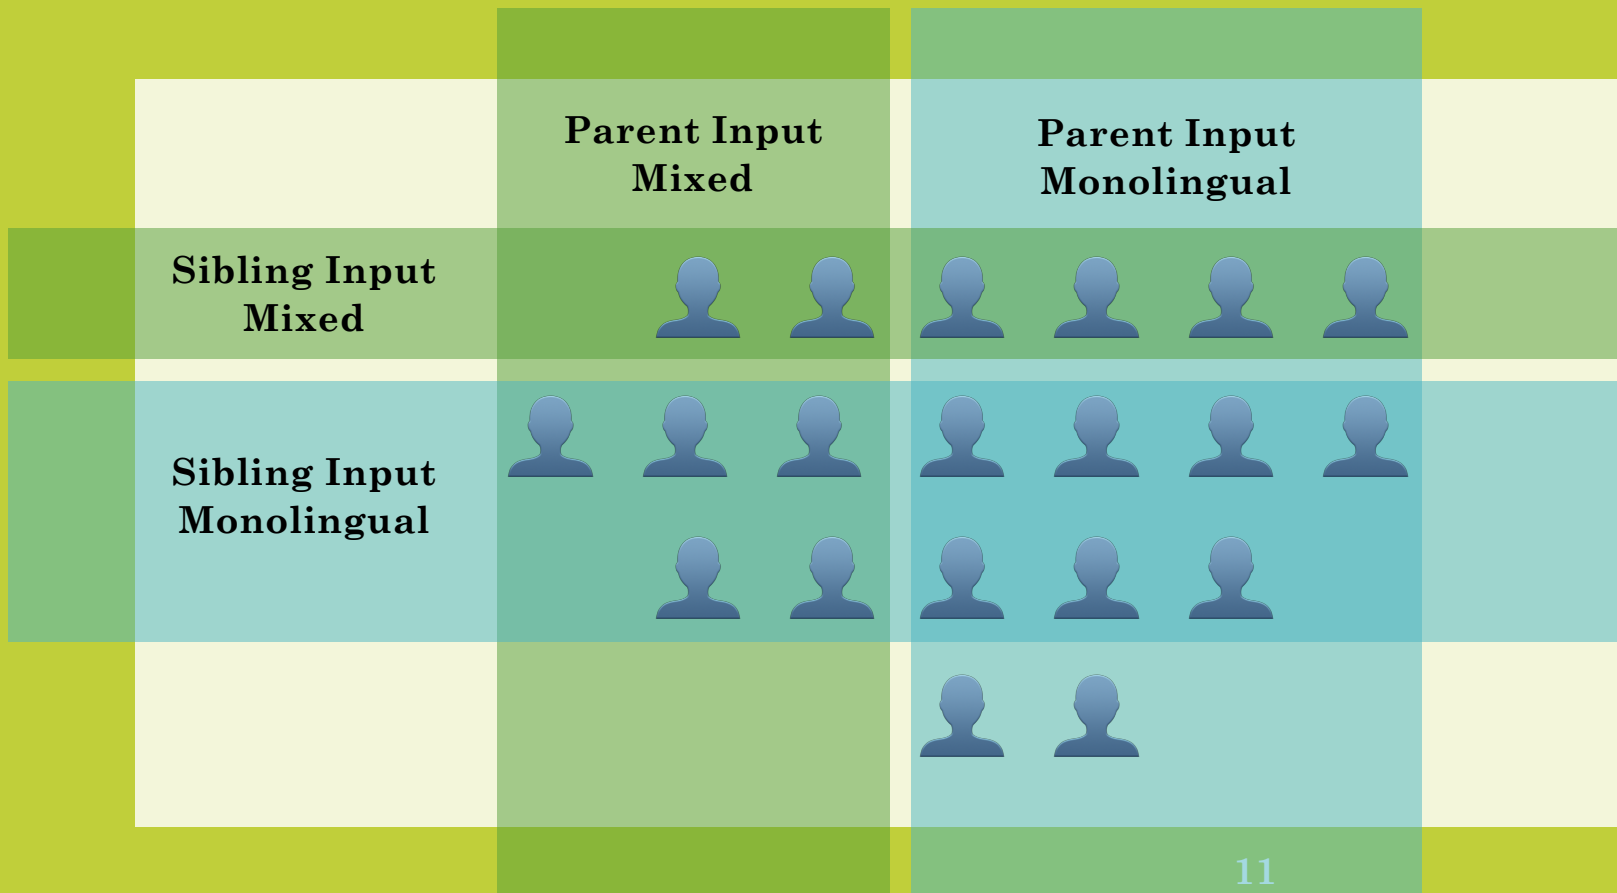 Parent Input
Mixed
Parent Input
Monolingual
Sibling Input
Mixed
Sibling Input
Monolingual
11